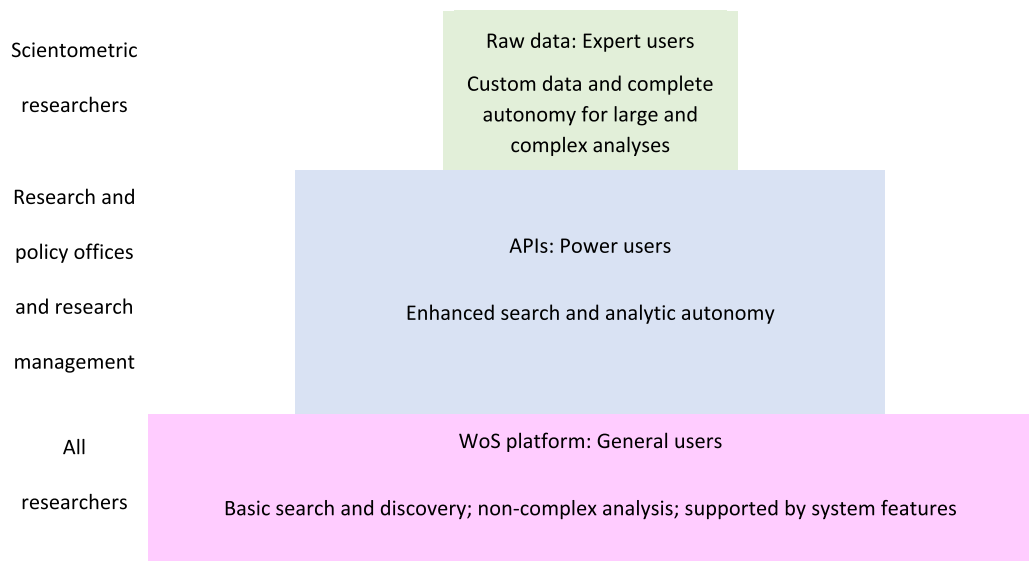 Scientometric
researchers
Raw data: Expert users
Custom data and complete
autonomy for large and
complex analyses
Research and
policy offices
and research
management
APIs: Power users
Enhanced search and analytic autonomy
All
researchers
WoS platform: General users
Basic search and discovery; non-complex analysis; supported by system features